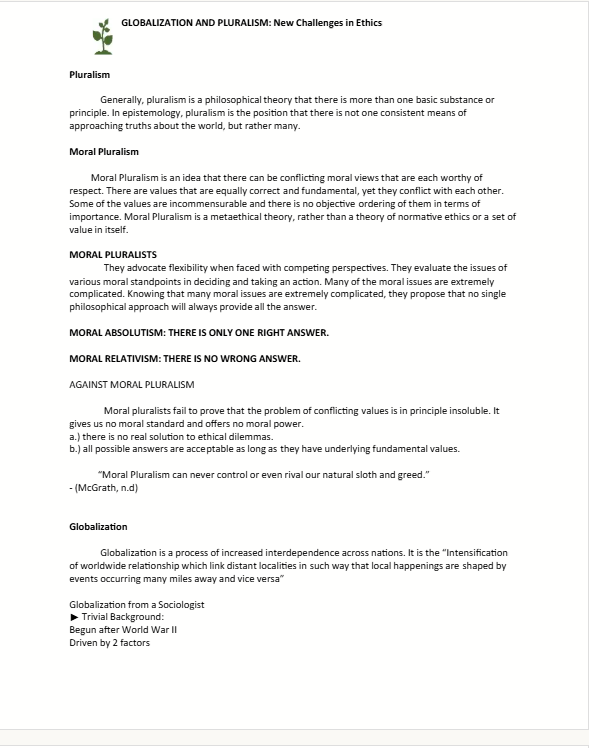 GLOBALIZATION AND PLURALISM: New Challenges in Ethics
Pluralism
Generally, pluralism is a philosophical theory that there is more than one basic substance or
principle. In epistemology, pluralism is the position that there is not one consistent means of
approaching truths about the world, but rather many.
Moral Pluralism
Moral Pluralism is an idea that there can be conflicting moral views that are each worthy of
respect. There are values that are equally correct and fundamental, yet they conflict with each other.
Some of the values are incommensurable and there is no objective ordering of them in terms of
importance. Moral Pluralism is a metaethical theory, rather than a theory of normative ethics or a set of
value in itself.
MORAL PLURALISTS
They advocate flexibility when faced with competing perspectives. They evaluate the issues of
various moral standpoints in deciding and taking an action. Many of the moral issues are extremely
complicated. Knowing that many moral issues are extremely complicated, they propose that no single
philosophical approach will always provide all the answer.
MORAL ABSOLUTISM: THERE IS ONLY ONE RIGHT ANSWER.
MORAL RELATIVISM: THERE IS NO WRONG ANSWER.
AGAINST MORAL PLURALISM
Moral pluralists fail to prove that the problem of conflicting values is in principle insoluble. It
gives us no moral standard and offers no moral power.
a.) there is no real solution to ethical dilemmas.
b.) all possible answers are acceptable as long as they have underlying fundamental values.
“Moral Pluralism can never control or even rival our natural sloth and greed.”
- (McGrath, n.d)
Globalization
Globalization is a process of increased interdependence across nations. It is the “Intensification
of worldwide relationship which link distant localities in such way that local happenings are shaped by
events occurring many miles away and vice versa”
Globalization from a Sociologist
► Trivial Background:
Begun after World War II
Driven by 2 factors